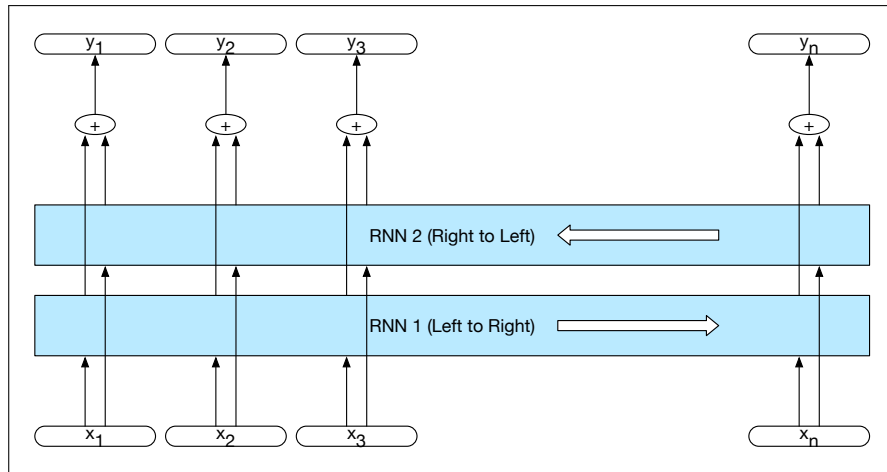 y1 y2 y3 yn
+ + + +
RNN 2 (Right to Left)
RNN 1 (Left to Right)
x1 x2 x3 xn